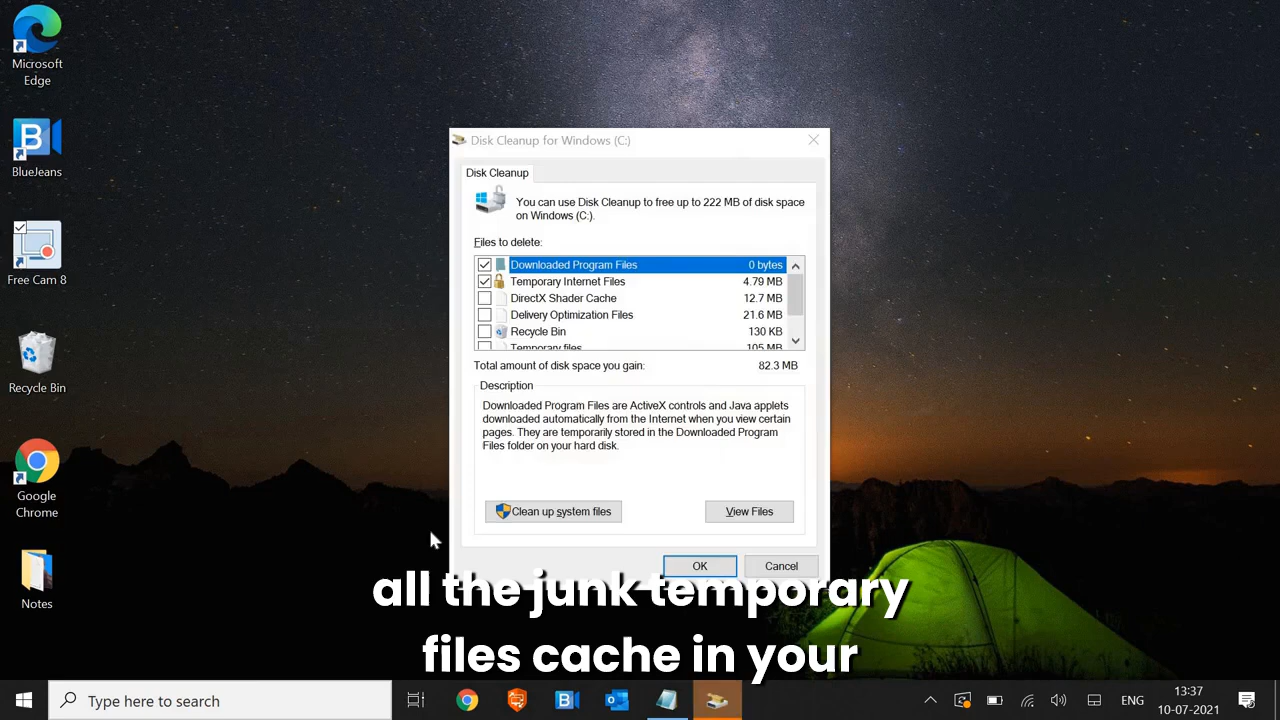 Microsoft
Edge
BlueJeans
Free Cam 8
Recycle Bin
Google
Chrome
Notes
Disk Cleanup for Windows (C:)
Disk Cleanup
You can use Disk Cleanup to free up to 222 MB of disk space
on Windows (C:).
Files to delete:
Downloaded Program Files 0 bytes
Temporary Internet Files 4.79 MB
DirectX Shader Cache 12.7 MB
Delivery Optimization Files 21.6 MB
Recycle Bin 130 KB
Temporary files 105 MB
Total amount of disk space you gain: 82.3 MB
Description
Downloaded Program Files are ActiveX controls and Java applets
downloaded automatically from the Internet when you view certain
pages. They are temporarily stored in the Downloaded Program
Files folder on your hard disk.
Clean up system files
View Files
OK
Cancel
all the junk temporary
files cache in your
Type here to search
ENG
13:37
10-07-2021